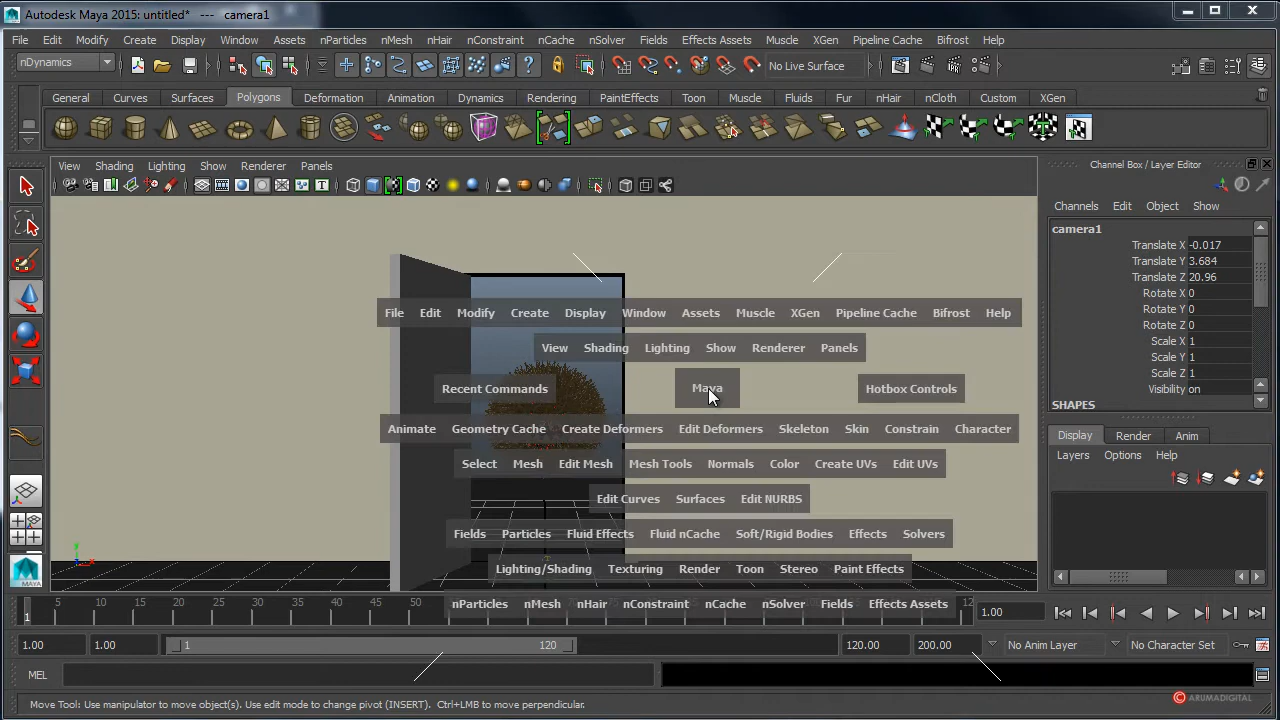 Autodesk Maya 2015: untitled* --- camera1
File Edit Modify Create Display Window Assets nParticles nMesh nHair nConstraint nCache nSolver Fields Effects Assets Muscle XGen Pipeline Cache Bifrost Help
nDynamics No Live Surface
General Curves Surfaces Polygons Deformation Animation Dynamics Rendering PaintEffects Toon Muscle Fluids Fur nHair nCloth Custom XGen
View Shading Lighting Show Renderer Panels
Channel Box / Layer Editor
Channels Edit Object Show
camera1
Translate X -0.017
Translate Y 3.684
Translate Z 20.96
Rotate X 0
Rotate Y 0
Rotate Z 0
Scale X 1
Scale Y 1
Scale Z 1
Visibility on
SHAPES
Display Render Anim
Layers Options Help
File Edit Modify Create Display Window Assets Muscle XGen Pipeline Cache Bifrost Help
View Shading Lighting Show Renderer Panels
Recent Commands Maya Hotbox Controls
Animate Geometry Cache Create Deformers Edit Deformers Skeleton Skin Constrain Character
Select Mesh Edit Mesh Mesh Tools Normals Color Create UVs Edit UVs
Edit Curves Surfaces Edit NURBS
Fields Particles Fluid Effects Fluid nCache Soft/Rigid Bodies Effects Solvers
Lighting/Shading Texturing Render Toon Stereo Paint Effects
nParticles nMesh nHair nConstraint nCache nSolver Fields Effects Assets
MAYA
1 5 10 15 20 25 30 35 40 45 50 12 1.00
1.00 1.00 1 120 120.00 200.00 No Anim Layer No Character Set
MEL
Move Tool: Use manipulator to move object(s). Use edit mode to change pivot (INSERT). Ctrl+LMB to move perpendicular.
© ARUMADIGITAL